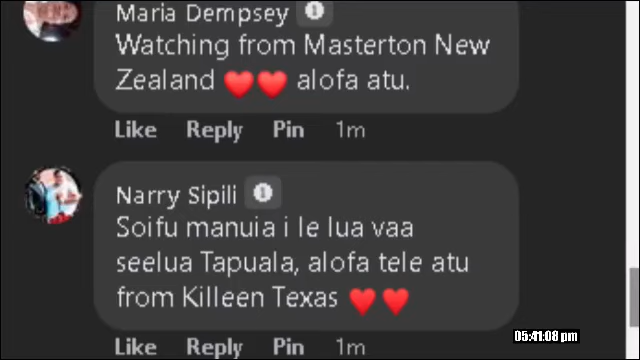 Maria Dempsey
Watching from Masterton New
Zealand ❤️❤️ alofa atu.
Like Reply Pin 1m
Narry Sipili
Soifu manuia i le lua vaa
seelua Tapuala, alofa tele atu
from Killeen Texas ❤️❤️
Like Reply Pin 1m
05:41:08 pm